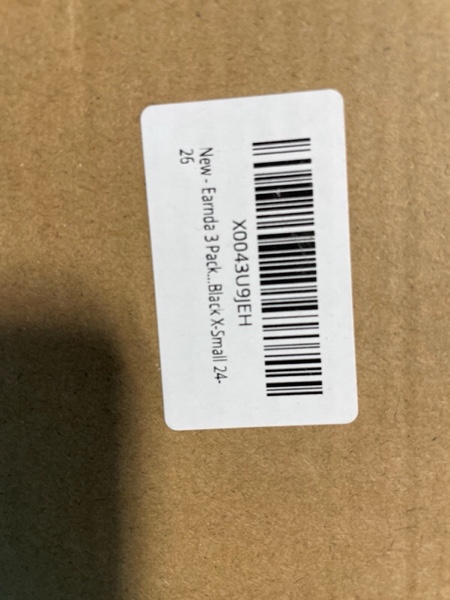 X0043U9JEH
New - Earnda 3 Pack...Black X-Small 24-
26